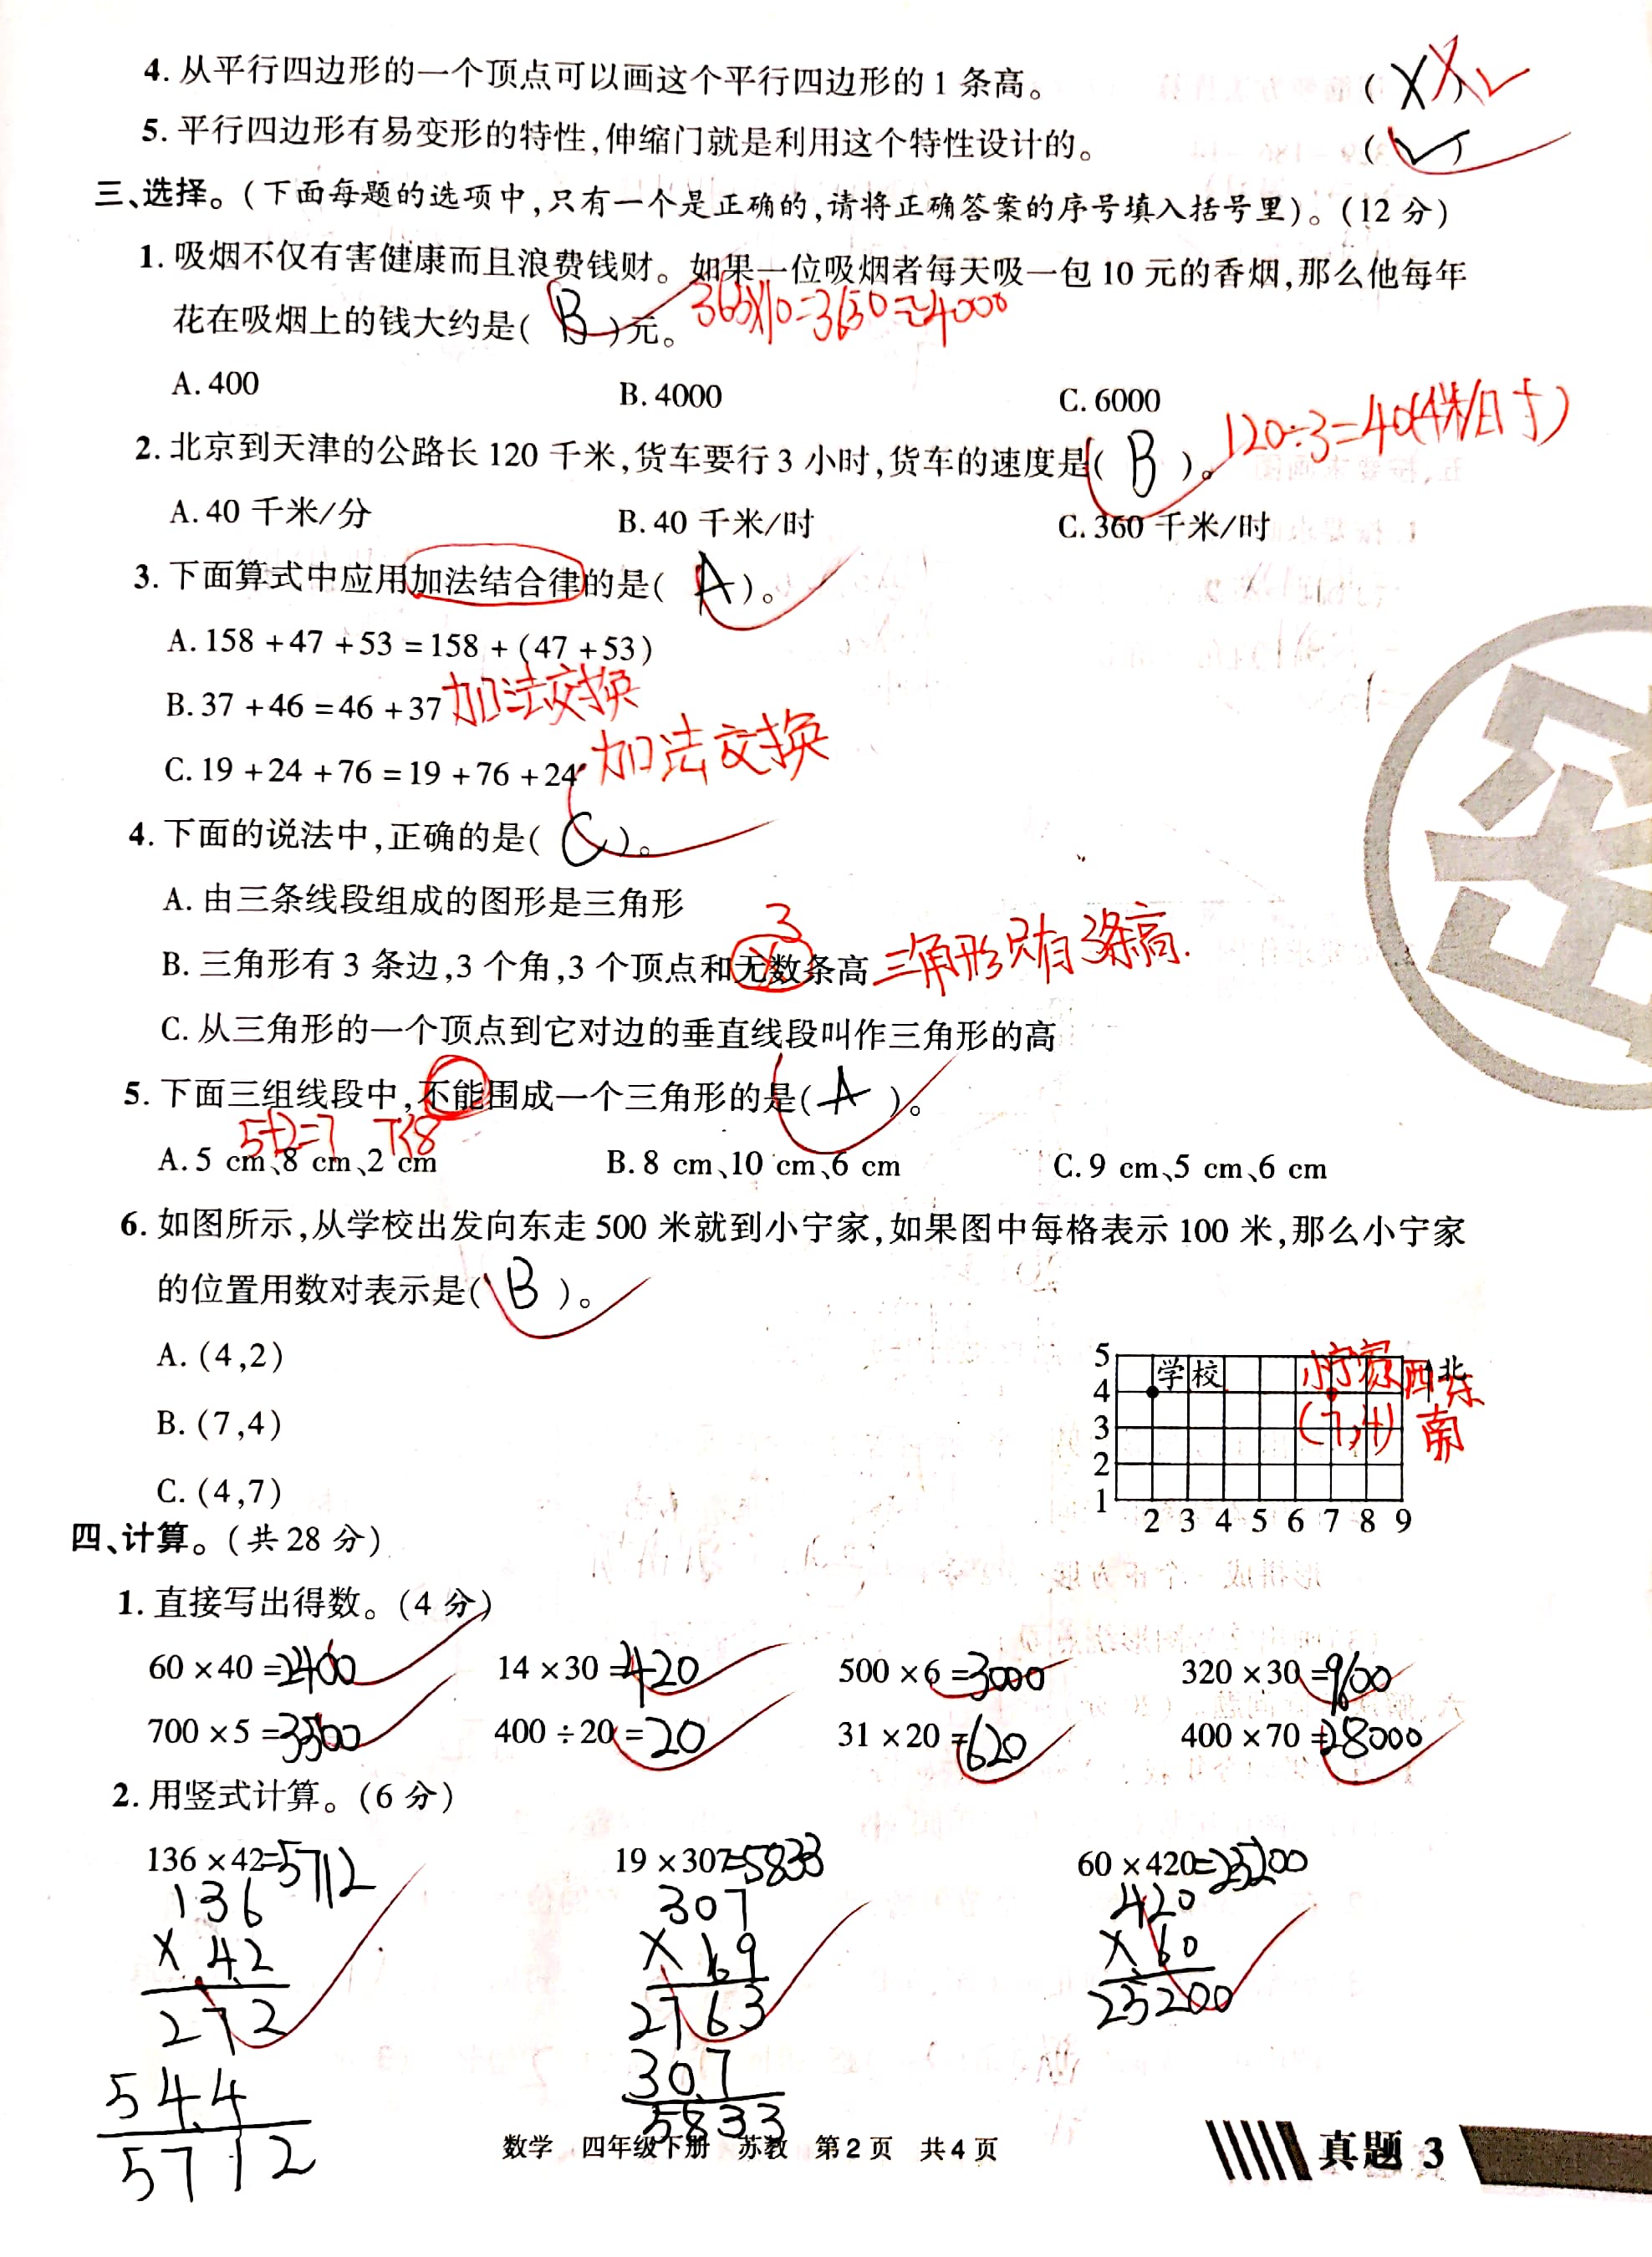 4. 从平行四边形的一个顶点可以画这个平行四边形的 1 条高。 ( X ) X ✓
5. 平行四边形有易变形的特性,伸缩门就是利用这个特性设计的。 ( ✓ )
三、选择。(下面每题的选项中,只有一个是正确的,请将正确答案的序号填入括号里)。(12 分)
1. 吸烟不仅有害健康而且浪费钱财。如果一位吸烟者每天吸一包 10 元的香烟,那么他每年
花在吸烟上的钱大约是( B )元。 365×10=3650≈4000
A. 400 B. 4000 C. 6000
2. 北京到天津的公路长 120 千米,货车要行 3 小时,货车的速度是( B )。 120÷3=40(千米/时)
A. 40 千米/分 B. 40 千米/时 C. 360 千米/时
3. 下面算式中应用加法结合律的是( A )。
A. 158 + 47 + 53 = 158 + (47 + 53)
B. 37 + 46 = 46 + 37 加法交换
C. 19 + 24 + 76 = 19 + 76 + 24 加法交换
4. 下面的说法中,正确的是( C )。
A. 由三条线段组成的图形是三角形
3
B. 三角形有 3 条边,3 个角,3 个顶点和无数条高 三角形只有3条高.
C. 从三角形的一个顶点到它对边的垂直线段叫作三角形的高
5. 下面三组线段中,不能围成一个三角形的是( A )。
5+2=7 7<8
A. 5 cm、8 cm、2 cm B. 8 cm、10 cm、6 cm C. 9 cm、5 cm、6 cm
6. 如图所示,从学校出发向东走 500 米就到小宁家,如果图中每格表示 100 米,那么小宁家
的位置用数对表示是( B )。
A. (4,2)
B. (7,4)
C. (4,7)
5 学校 小宁家 北
4 西 东
3 (7,4) 南
2
1
2 3 4 5 6 7 8 9
四、计算。(共 28 分)
1. 直接写出得数。(4 分)
60 × 40 = 2400 14 × 30 = 420 500 × 6 = 3000 320 × 30 = 9600
700 × 5 = 3500 400 ÷ 20 = 20 31 × 20 = 620 400 × 70 = 28000
2. 用竖式计算。(6 分)
136 × 42 = 5712 19 × 307 = 5833 60 × 420 = 25200
136 307 420
× 42 × 19 × 60
272 2763 25200
544 307
5712 5833
数学 四年级下册 苏教 第 2 页 共 4 页
真题 3